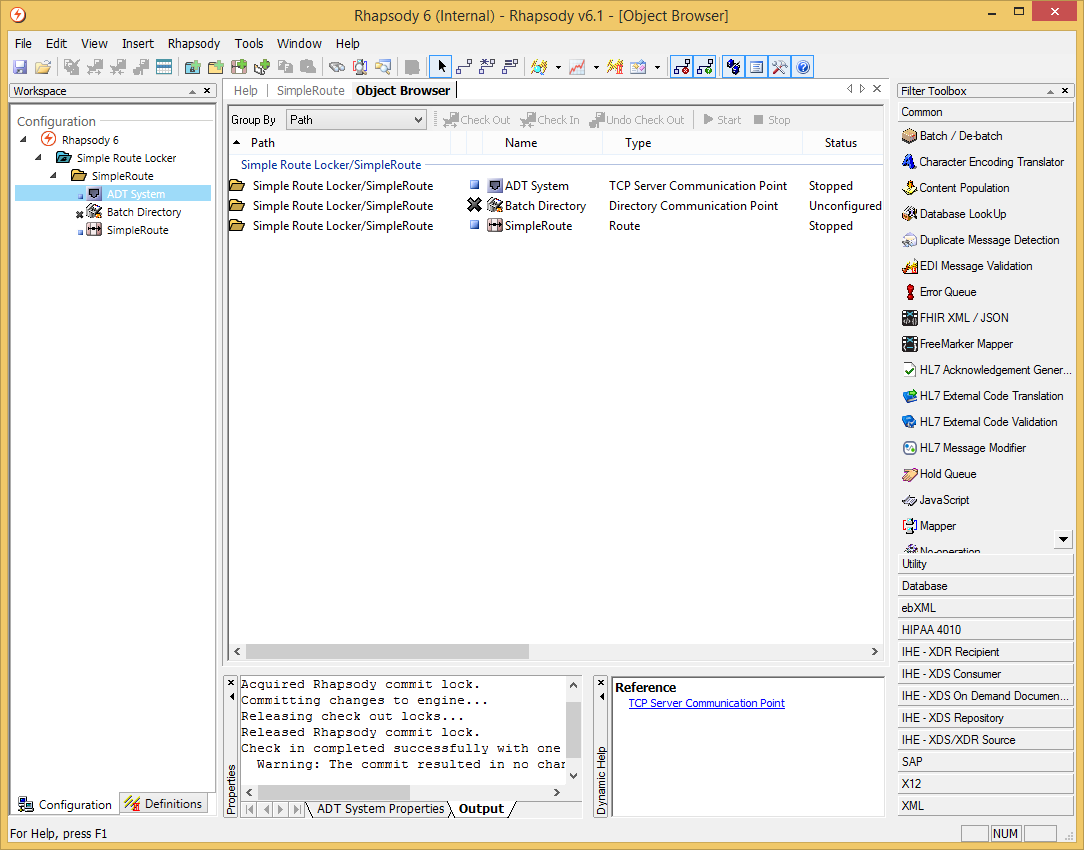 Rhapsody 6 (Internal) - Rhapsody v6.1 - [Object Browser]
File Edit View Insert Rhapsody Tools Window Help
Workspace
Configuration
Rhapsody 6
Simple Route Locker
SimpleRoute
ADT System
Batch Directory
SimpleRoute
Configuration Definitions
Help SimpleRoute Object Browser
Group By Path Check Out Check In Undo Check Out Start Stop
Path Name Type Status
Simple Route Locker/SimpleRoute
Simple Route Locker/SimpleRoute ADT System TCP Server Communication Point Stopped
Simple Route Locker/SimpleRoute Batch Directory Directory Communication Point Unconfigured
Simple Route Locker/SimpleRoute SimpleRoute Route Stopped
Properties
Acquired Rhapsody commit lock.
Committing changes to engine...
Releasing check out locks...
Released Rhapsody commit lock.
Check in completed successfully with one
Warning: The commit resulted in no char
ADT System Properties Output
Dynamic Help
Reference
TCP Server Communication Point
Filter Toolbox
Common
Batch / De-batch
Character Encoding Translator
Content Population
Database LookUp
Duplicate Message Detection
EDI Message Validation
Error Queue
FHIR XML / JSON
FreeMarker Mapper
HL7 Acknowledgement Gener...
HL7 External Code Translation
HL7 External Code Validation
HL7 Message Modifier
Hold Queue
JavaScript
Mapper
No-operation
Utility
Database
ebXML
HIPAA 4010
IHE - XDR Recipient
IHE - XDS Consumer
IHE - XDS On Demand Documen...
IHE - XDS Repository
IHE - XDS/XDR Source
SAP
X12
XML
For Help, press F1
NUM